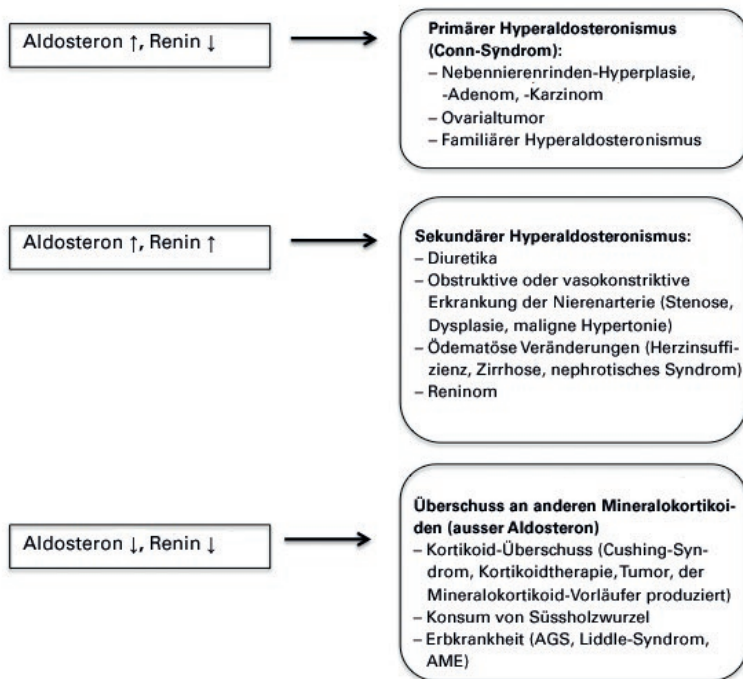 Aldosteron ↑, Renin ↓
Primärer Hyperaldosteronismus
(Conn-Syndrom):
– Nebennierenrinden-Hyperplasie,
-Adenom, -Karzinom
– Ovarialtumor
– Familiärer Hyperaldosteronismus
Aldosteron ↑, Renin ↑
Sekundärer Hyperaldosteronismus:
– Diuretika
– Obstruktive oder vasokonstriktive
Erkrankung der Nierenarterie (Stenose,
Dysplasie, maligne Hypertonie)
– Ödematöse Veränderungen (Herzinsuffi-
zienz, Zirrhose, nephrotisches Syndrom)
– Reninom
Aldosteron ↓, Renin ↓
Überschuss an anderen Mineralokortikoi-
den (ausser Aldosteron)
– Kortikoid-Überschuss (Cushing-Syn-
drom, Kortikoidtherapie, Tumor, der
Mineralokortikoid-Vorläufer produziert)
– Konsum von Süssholzwurzel
– Erbkrankheit (AGS, Liddle-Syndrom,
AME)